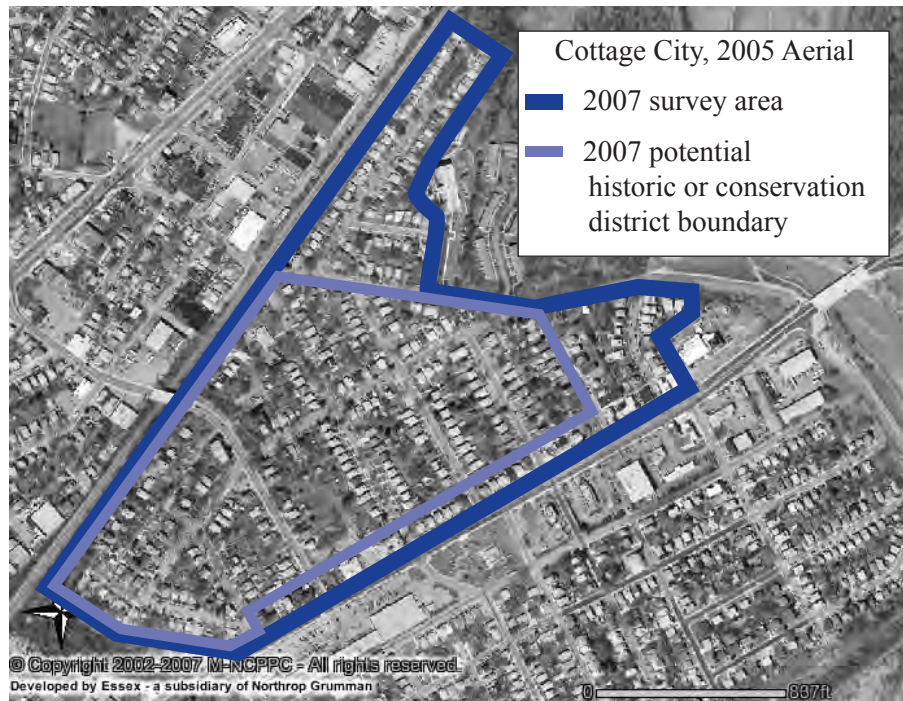 Cottage City, 2005 Aerial
2007 survey area
2007 potential
historic or conservation
district boundary
© Copyright 2002-2007 M-NCPPC - All rights reserved.
Developed by Essex - a subsidiary of Northrop Grumman
0 837ft